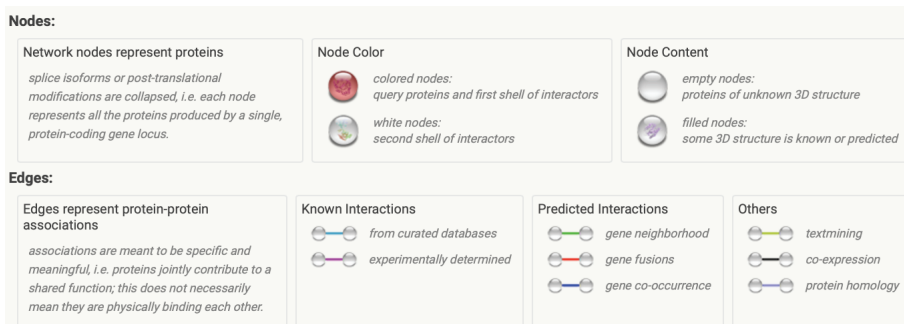 Nodes:
Network nodes represent proteins
splice isoforms or post-translational
modifications are collapsed, i.e. each node
represents all the proteins produced by a single,
protein-coding gene locus.
Node Color
colored nodes:
query proteins and first shell of interactors
white nodes:
second shell of interactors
Node Content
empty nodes:
proteins of unknown 3D structure
filled nodes:
some 3D structure is known or predicted
Edges:
Edges represent protein-protein
associations
associations are meant to be specific and
meaningful, i.e. proteins jointly contribute to a
shared function; this does not necessarily
mean they are physically binding each other.
Known Interactions
from curated databases
experimentally determined
Predicted Interactions
gene neighborhood
gene fusions
gene co-occurrence
Others
textmining
co-expression
protein homology